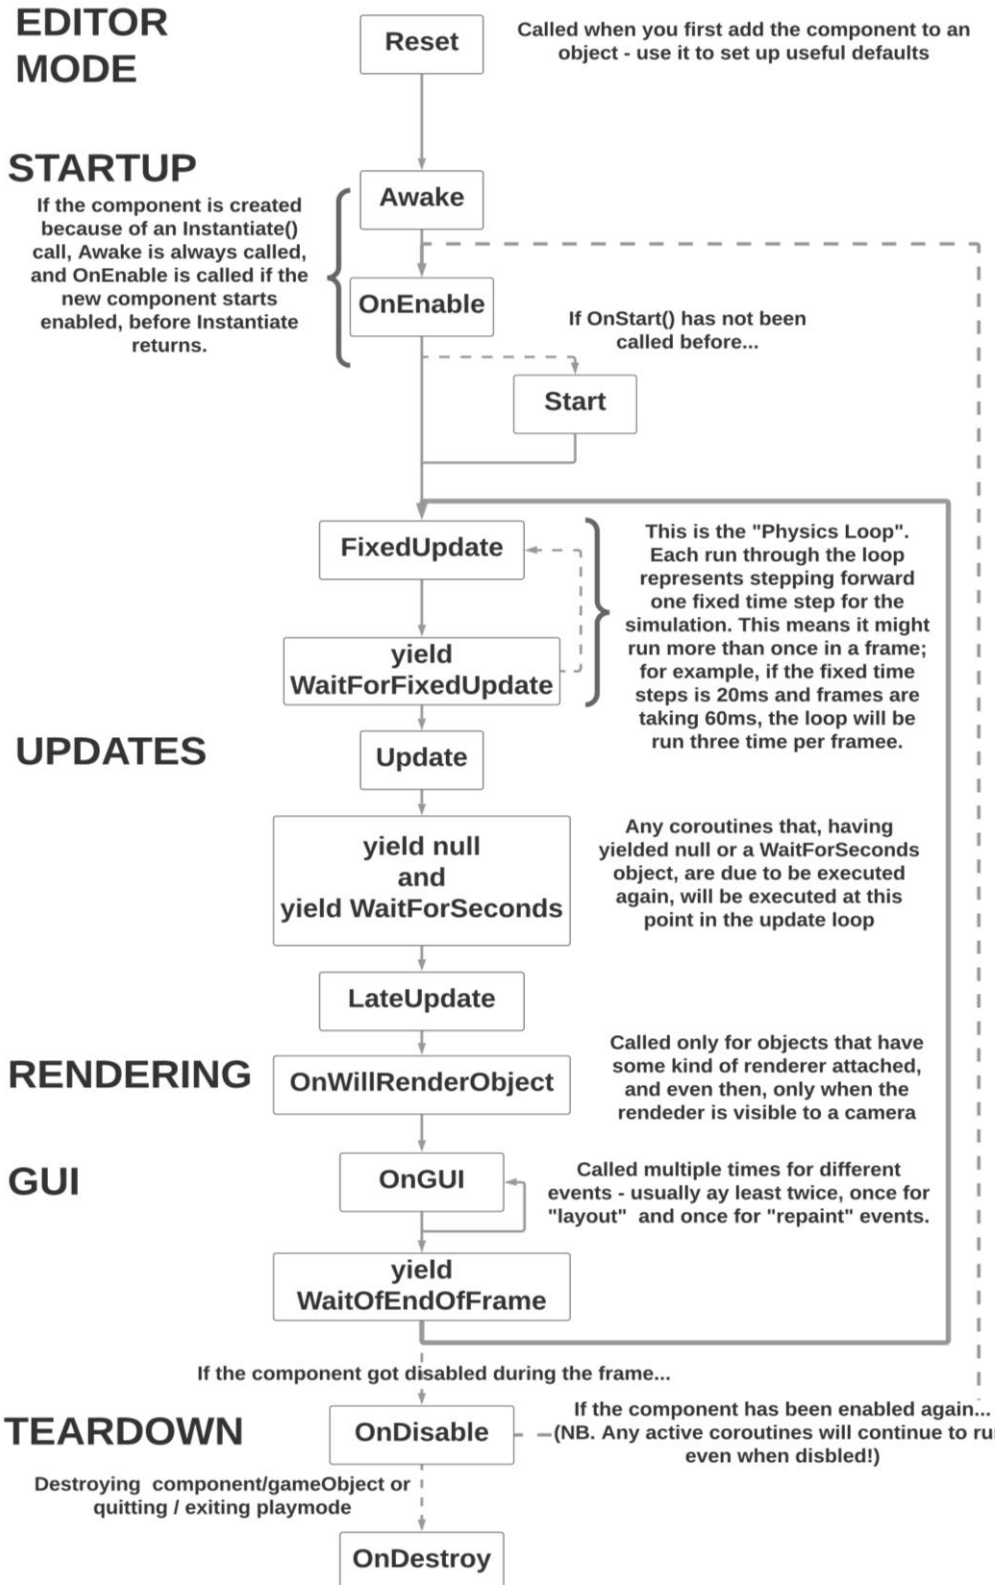 EDITOR
MODE
Reset
Called when you first add the component to an
object - use it to set up useful defaults
STARTUP
Awake
If the component is created
because of an Instantiate()
call, Awake is always called,
and OnEnable is called if the
new component starts
enabled, before Instantiate
returns.
OnEnable
If OnStart() has not been
called before...
Start
FixedUpdate
This is the "Physics Loop".
Each run through the loop
represents stepping forward
one fixed time step for the
simulation. This means it might
run more than once in a frame;
for example, if the fixed time
steps is 20ms and frames are
taking 60ms, the loop will be
run three time per framee.
yield
WaitForFixedUpdate
UPDATES
Update
yield null
and
yield WaitForSeconds
Any coroutines that, having
yielded null or a WaitForSeconds
object, are due to be executed
again, will be executed at this
point in the update loop
LateUpdate
RENDERING
OnWillRenderObject
Called only for objects that have
some kind of renderer attached,
and even then, only when the
rendeder is visible to a camera
GUI
OnGUI
Called multiple times for different
events - usually ay least twice, once for
"layout" and once for "repaint" events.
yield
WaitOfEndOfFrame
If the component got disabled during the frame...
TEARDOWN
OnDisable
If the component has been enabled again...
(NB. Any active coroutines will continue to run
even when disbled!)
Destroying component/gameObject or
quitting / exiting playmode
OnDestroy